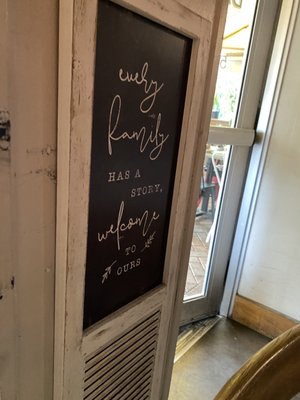 every
family
HAS A
STORY,
welcome
TO
OURS